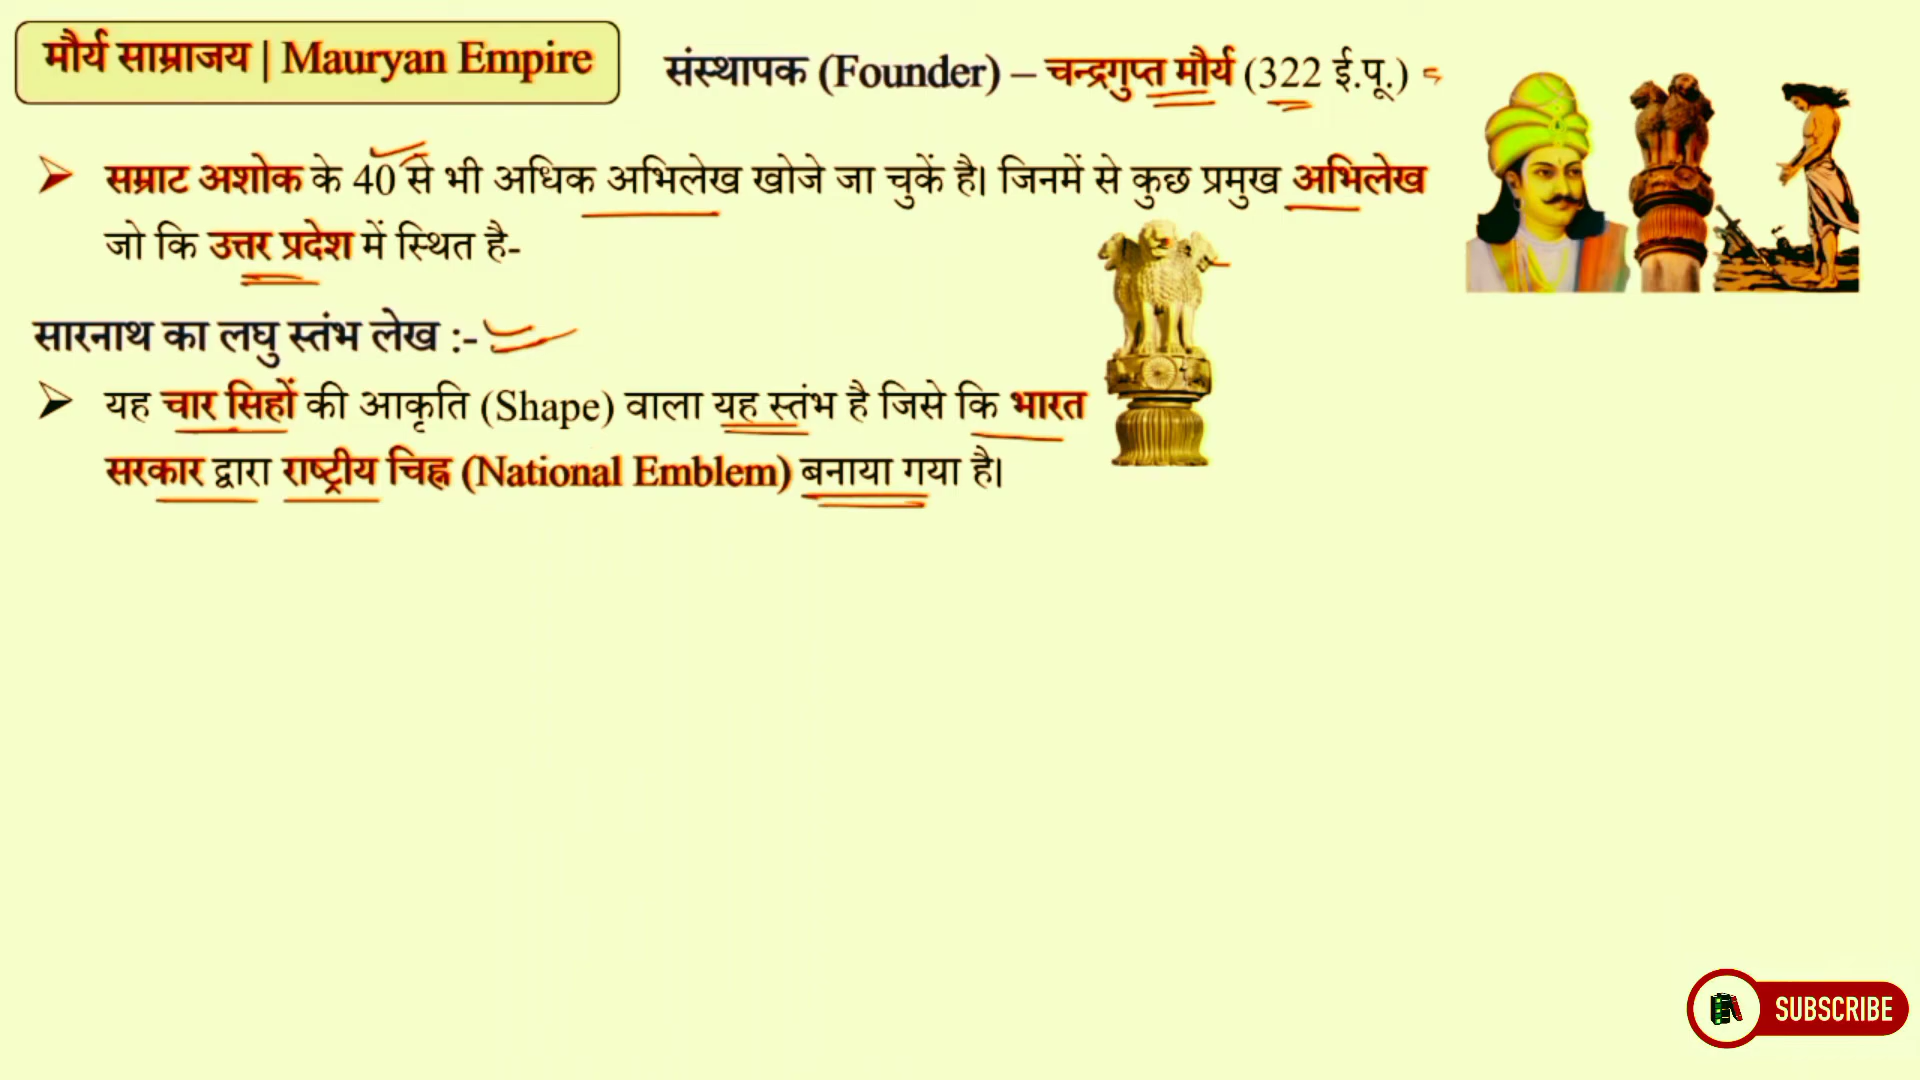 मौर्य साम्राजय | Mauryan Empire
संस्थापक (Founder) – चन्द्रगुप्त मौर्य (322 ई.पू.)
सम्राट अशोक के 40 से भी अधिक अभिलेख खोजे जा चुकें है। जिनमें से कुछ प्रमुख अभिलेख
जो कि उत्तर प्रदेश में स्थित है-
सारनाथ का लघु स्तंभ लेख :-
यह चार सिहों की आकृति (Shape) वाला यह स्तंभ है जिसे कि भारत
सरकार द्वारा राष्ट्रीय चिह्न (National Emblem) बनाया गया है।
SUBSCRIBE